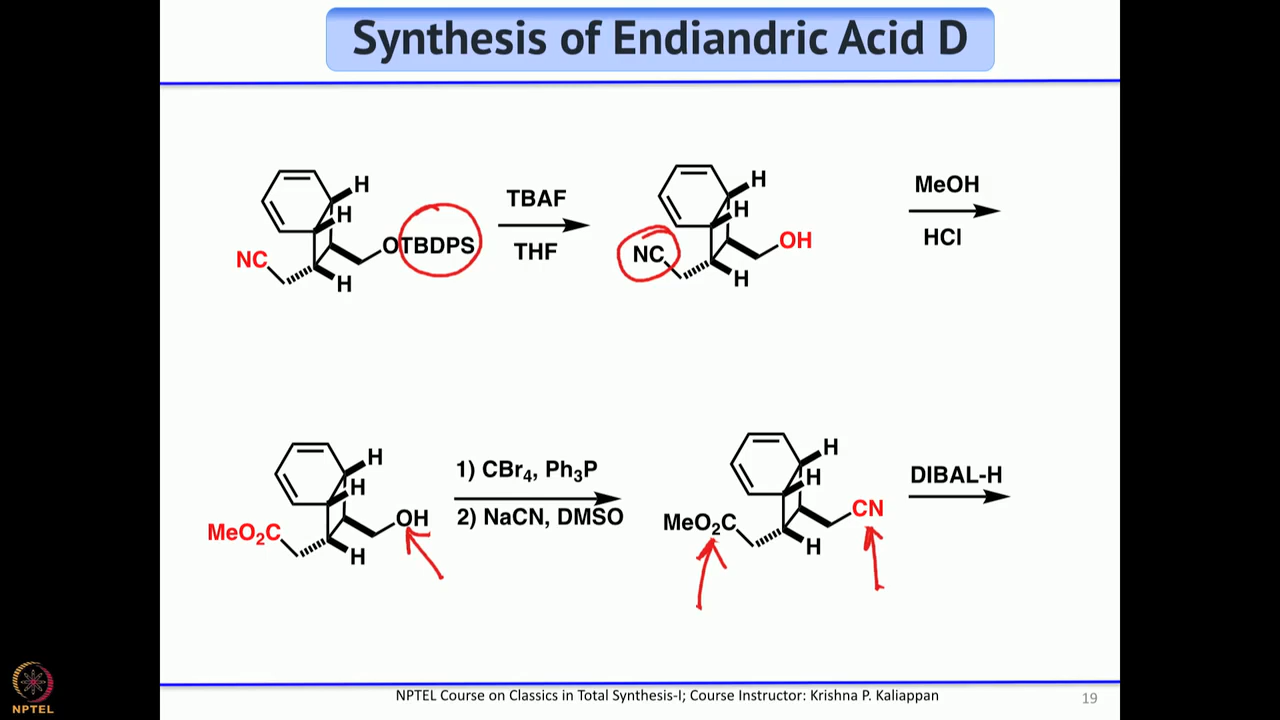 Synthesis of Endiandric Acid D
H
H
NC
OTBDPS
H
TBAF
THF
H
H
NC
OH
H
MeOH
HCl
H
H
MeO₂C
OH
H
1) CBr₄, Ph₃P
2) NaCN, DMSO
H
H
MeO₂C
CN
H
DIBAL-H
NPTEL
NPTEL Course on Classics in Total Synthesis-I; Course Instructor: Krishna P. Kaliappan
19